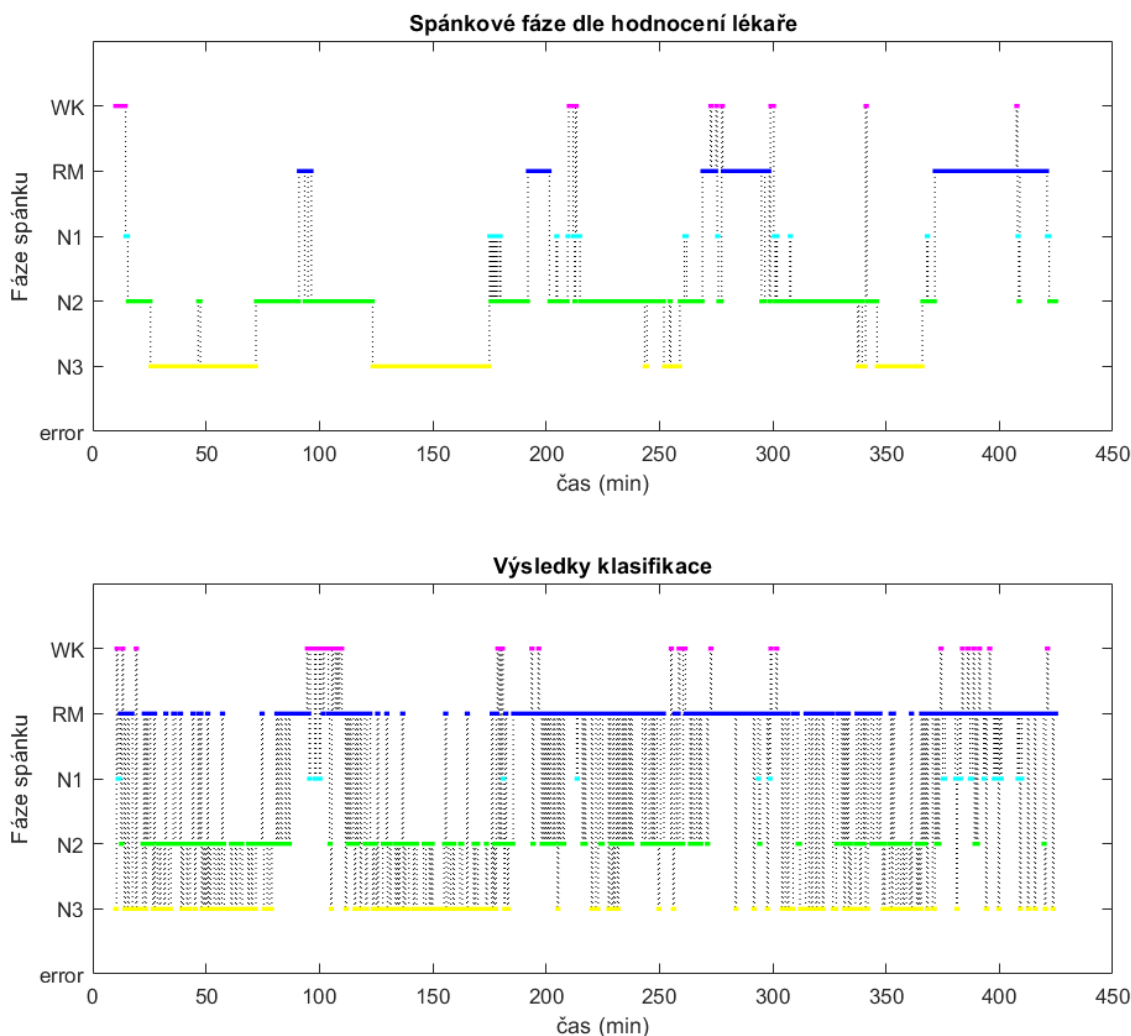 Spánkové fáze dle hodnocení lékaře
Fáze spánku
WK
RM
N1
N2
N3
error
0 50 100 150 200 250 300 350 400 450
čas (min)
Výsledky klasifikace
Fáze spánku
WK
RM
N1
N2
N3
error
0 50 100 150 200 250 300 350 400 450
čas (min)